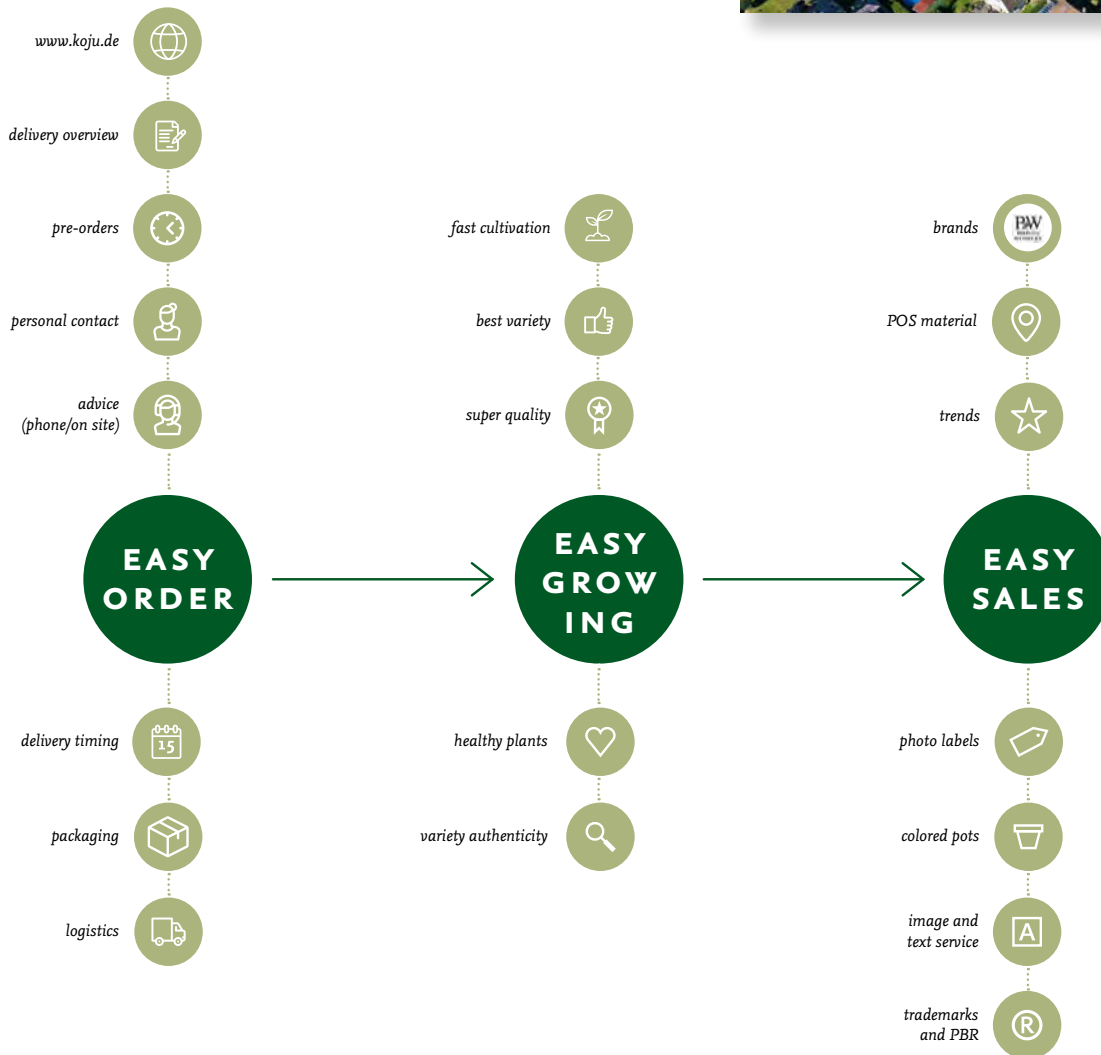 www.koju.de
delivery overview
pre-orders
personal contact
advice
(phone/on site)
EASY
ORDER
delivery timing
15
packaging
logistics
fast cultivation
best variety
super quality
EASY
GROW
ING
healthy plants
variety authenticity
brands
PW
POS material
trends
EASY
SALES
photo labels
colored pots
image and
text service
A
trademarks
and PBR
®